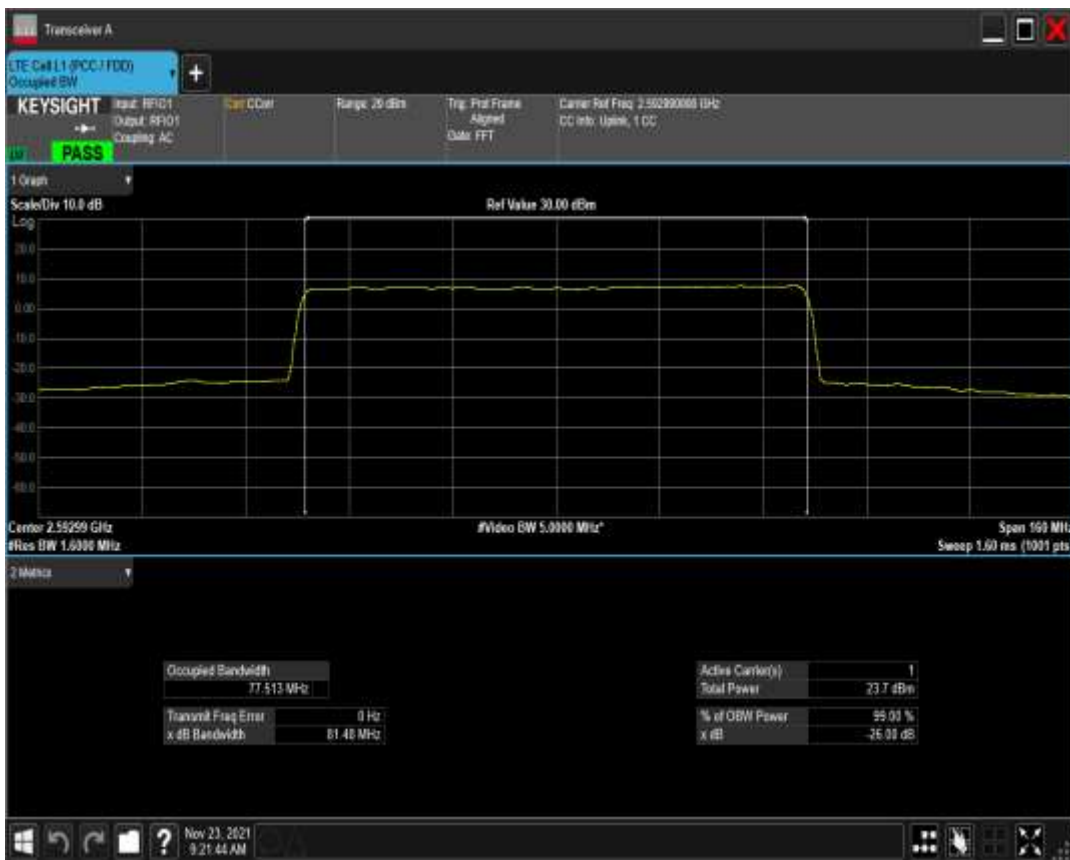 Transceiver A
LTE Cell L1 (PCC / FDD)
Occupied BW
+
KEYSIGHT
Input: RFIO1
Output: RFIO1
Coupling: AC
PASS
Corr CCorr
Range: 20 dBm
Trig: Prd Frame
Aligned
Gate: FFT
Carrier Ref Freq: 2.592990000 GHz
CC Info: Uplink, 1 CC
1 Graph
Scale/Div 10.0 dB
Ref Value 30.00 dBm
Log
20.0
10.0
0.00
-10.0
-20.0
-30.0
-40.0
-50.0
-60.0
Center 2.59299 GHz
#Video BW 5.0000 MHz*
Span 160 MHz
#Res BW 1.6000 MHz
Sweep 1.60 ms (1001 pts
2 Metrics
Occupied Bandwidth
77.513 MHz
Transmit Freq Error 0 Hz
x dB Bandwidth 81.48 MHz
Active Carrier(s) 1
Total Power 23.7 dBm
% of OBW Power 99.00 %
x dB -26.00 dB
?
Nov 23, 2021
9:21:44 AM